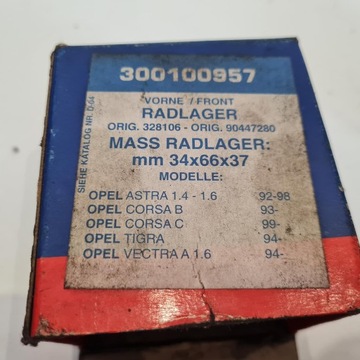 300100957
VORNE / FRONT
RADLAGER
ORIG. 328106 - ORIG. 90447280
MASS RADLAGER:
mm 34x66x37
MODELLE:
OPEL ASTRA 1.4 - 1.6 92-98
OPEL CORSA B 93-
OPEL CORSA C 99-
OPEL TIGRA 94-
OPEL VECTRA A 1.6 94-
SIEHE KATALOG NR. D-04